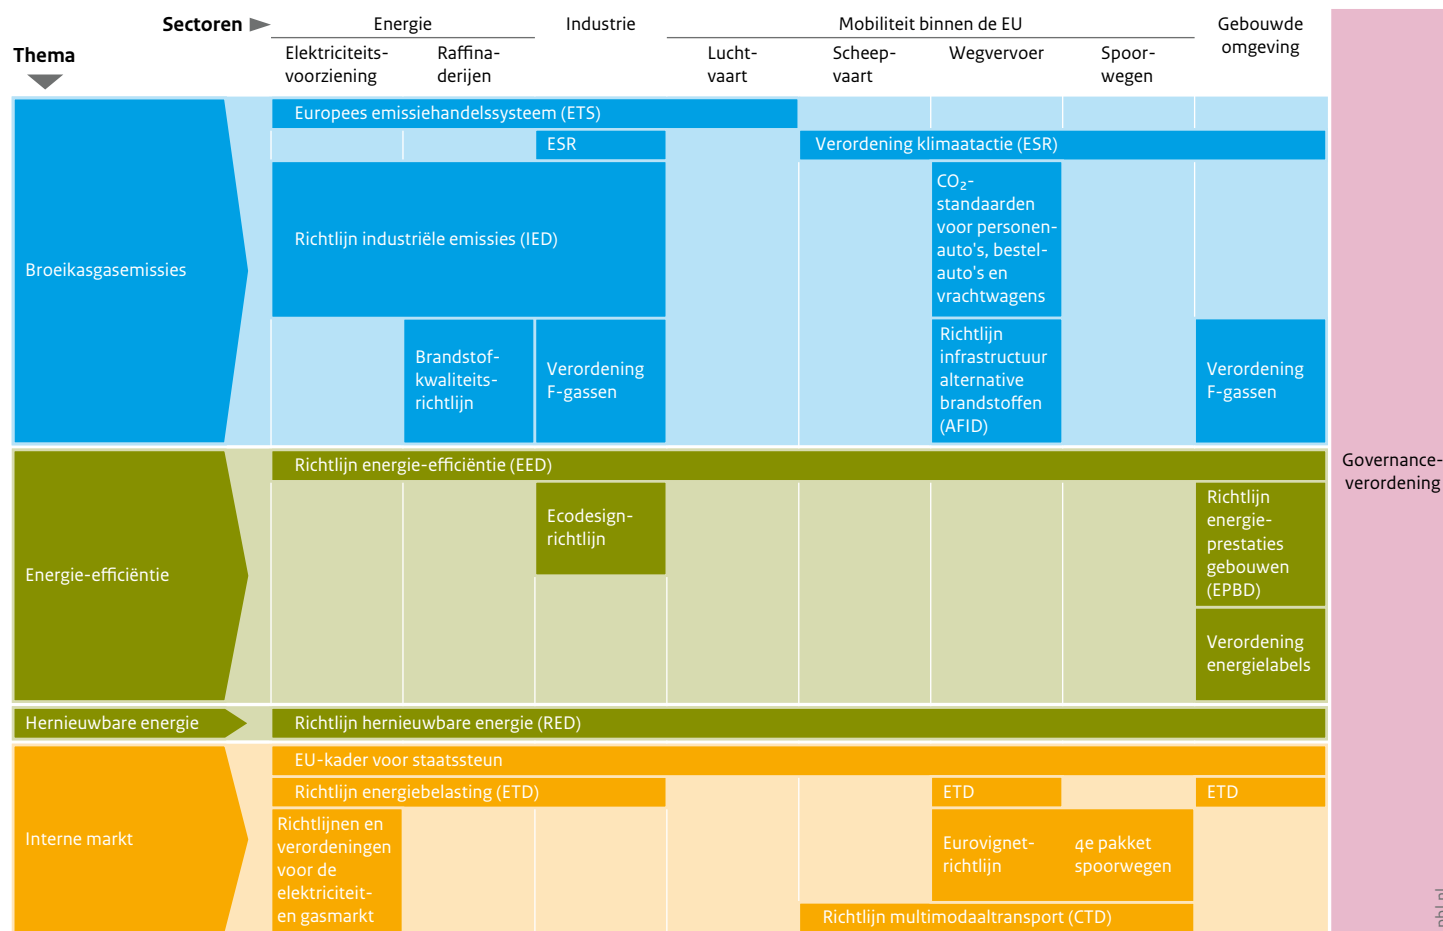 Sectoren
Energie
Industrie
Mobiliteit binnen de EU
Gebouwde
omgeving
Thema
Elektriciteits-
voorziening
Raffina-
derijen
Lucht-
vaart
Scheep-
vaart
Wegvervoer
Spoor-
wegen
Broeikasgasemissies
Europees emissiehandelssysteem (ETS)
ESR
Verordening klimaatactie (ESR)
Richtlijn industriële emissies (IED)
CO₂-
standaarden
voor personen-
auto's, bestel-
auto's en
vrachtwagens
Brandstof-
kwaliteits-
richtlijn
Verordening
F-gassen
Richtlijn
infrastructuur
alternative
brandstoffen
(AFID)
Verordening
F-gassen
Energie-efficiëntie
Richtlijn energie-efficiëntie (EED)
Ecodesign-
richtlijn
Richtlijn
energie-
prestaties
gebouwen
(EPBD)
Verordening
energielabels
Hernieuwbare energie
Richtlijn hernieuwbare energie (RED)
Interne markt
EU-kader voor staatssteun
Richtlijn energiebelasting (ETD)
ETD
ETD
Richtlijnen en
verordeningen
voor de
elektriciteit-
en gasmarkt
Eurovignet-
richtlijn
4e pakket
spoorwegen
Richtlijn multimodaaltransport (CTD)
Governance-
verordening
pbl.nl